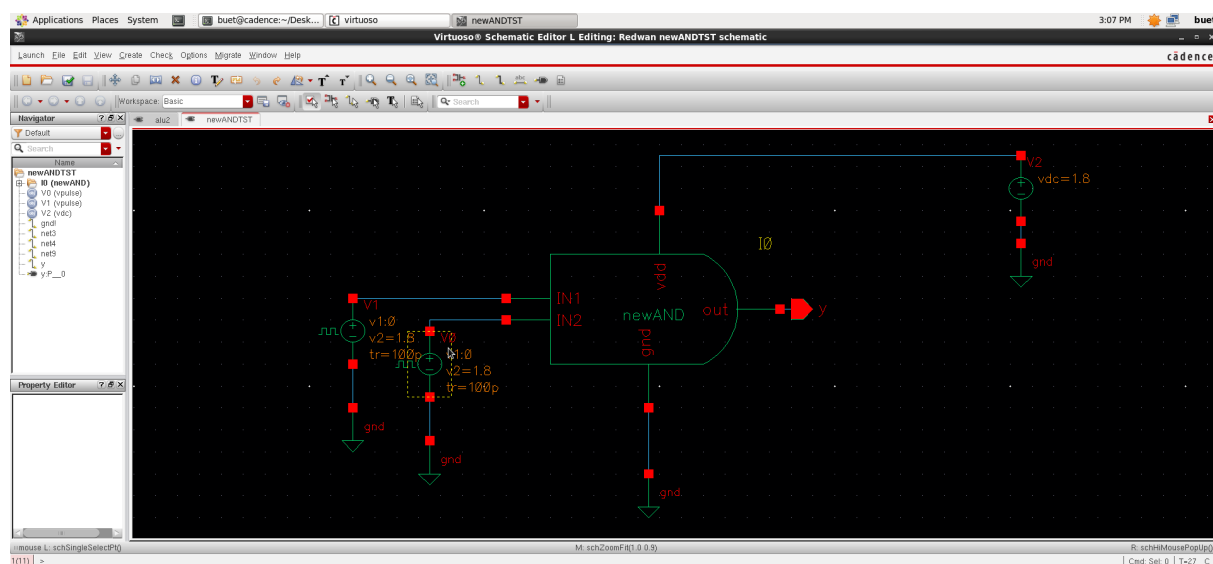 Applications Places System buet@cadence:~/Desk... virtuoso newANDTST 3:07 PM bue
Virtuoso® Schematic Editor L Editing: Redwan newANDTST schematic
Launch File Edit View Create Check Options Migrate Window Help cādence
Workspace: Basic Search
Navigator alu2 newANDTST
Default
Search
Name
newANDTST
I0 (newAND)
V0 (vpulse)
V1 (vpulse)
V2 (vdc)
gnd!
net3
net4
net9
y
y:P__0
V2
vdc=1.8
gnd
I0
vdd
IN1
IN2
newAND
out
gnd
y
V1
v1:0
v2=1.8
tr=100p
V0
v1:0
v2=1.8
tr=100p
gnd
gnd
gnd
Property Editor
mouse L: schSingleSelectPt() M: schZoomFit(1.0 0.9) R: schHiMousePopUp()
1(11) > Cmd: Sel: 0 T=27 C